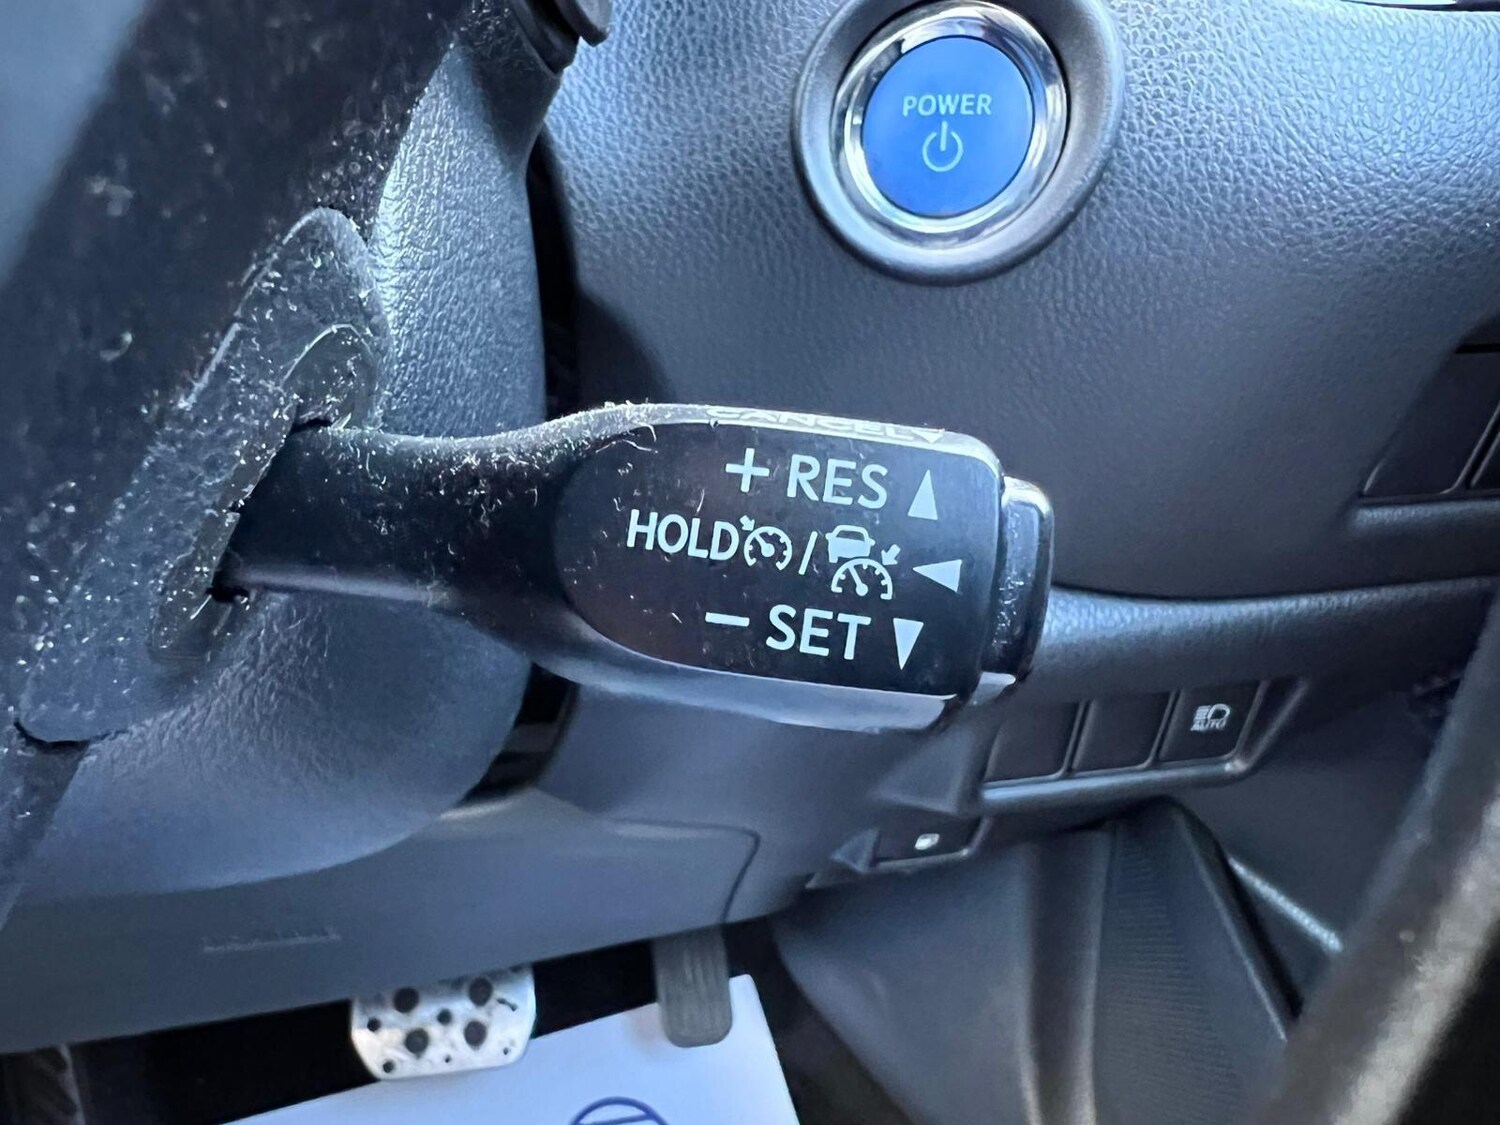 POWER
CANCEL
+ RES
HOLD /
− SET
AUTO